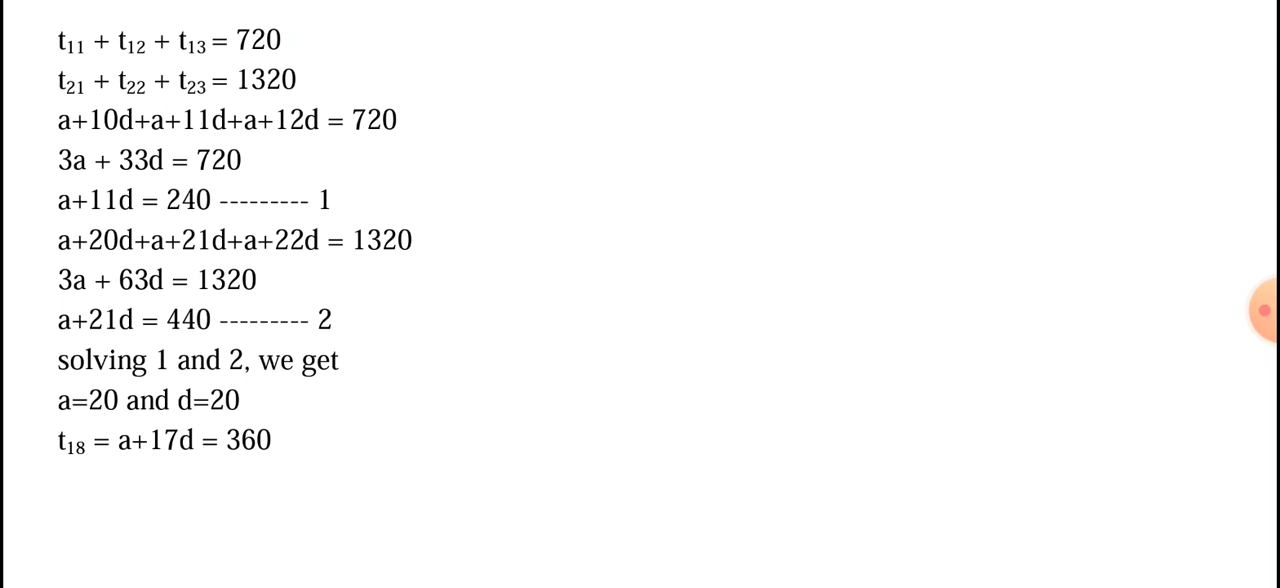 t₁₁ + t₁₂ + t₁₃ = 720
t₂₁ + t₂₂ + t₂₃ = 1320
a+10d+a+11d+a+12d = 720
3a + 33d = 720
a+11d = 240 --------- 1
a+20d+a+21d+a+22d = 1320
3a + 63d = 1320
a+21d = 440 --------- 2
solving 1 and 2, we get
a=20 and d=20
t₁₈ = a+17d = 360